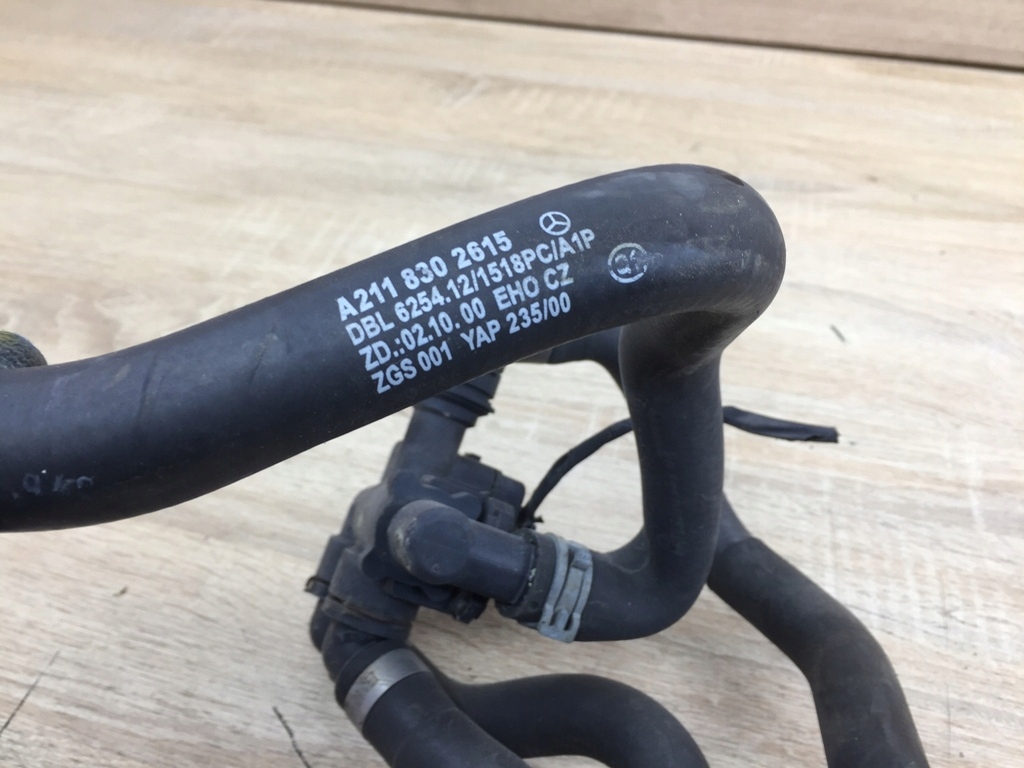 A211 830 2615
DBL 6254.12/1518PC/A1P
ZD.:02.10.00 EHO CZ
ZGS 001 YAP 235/00